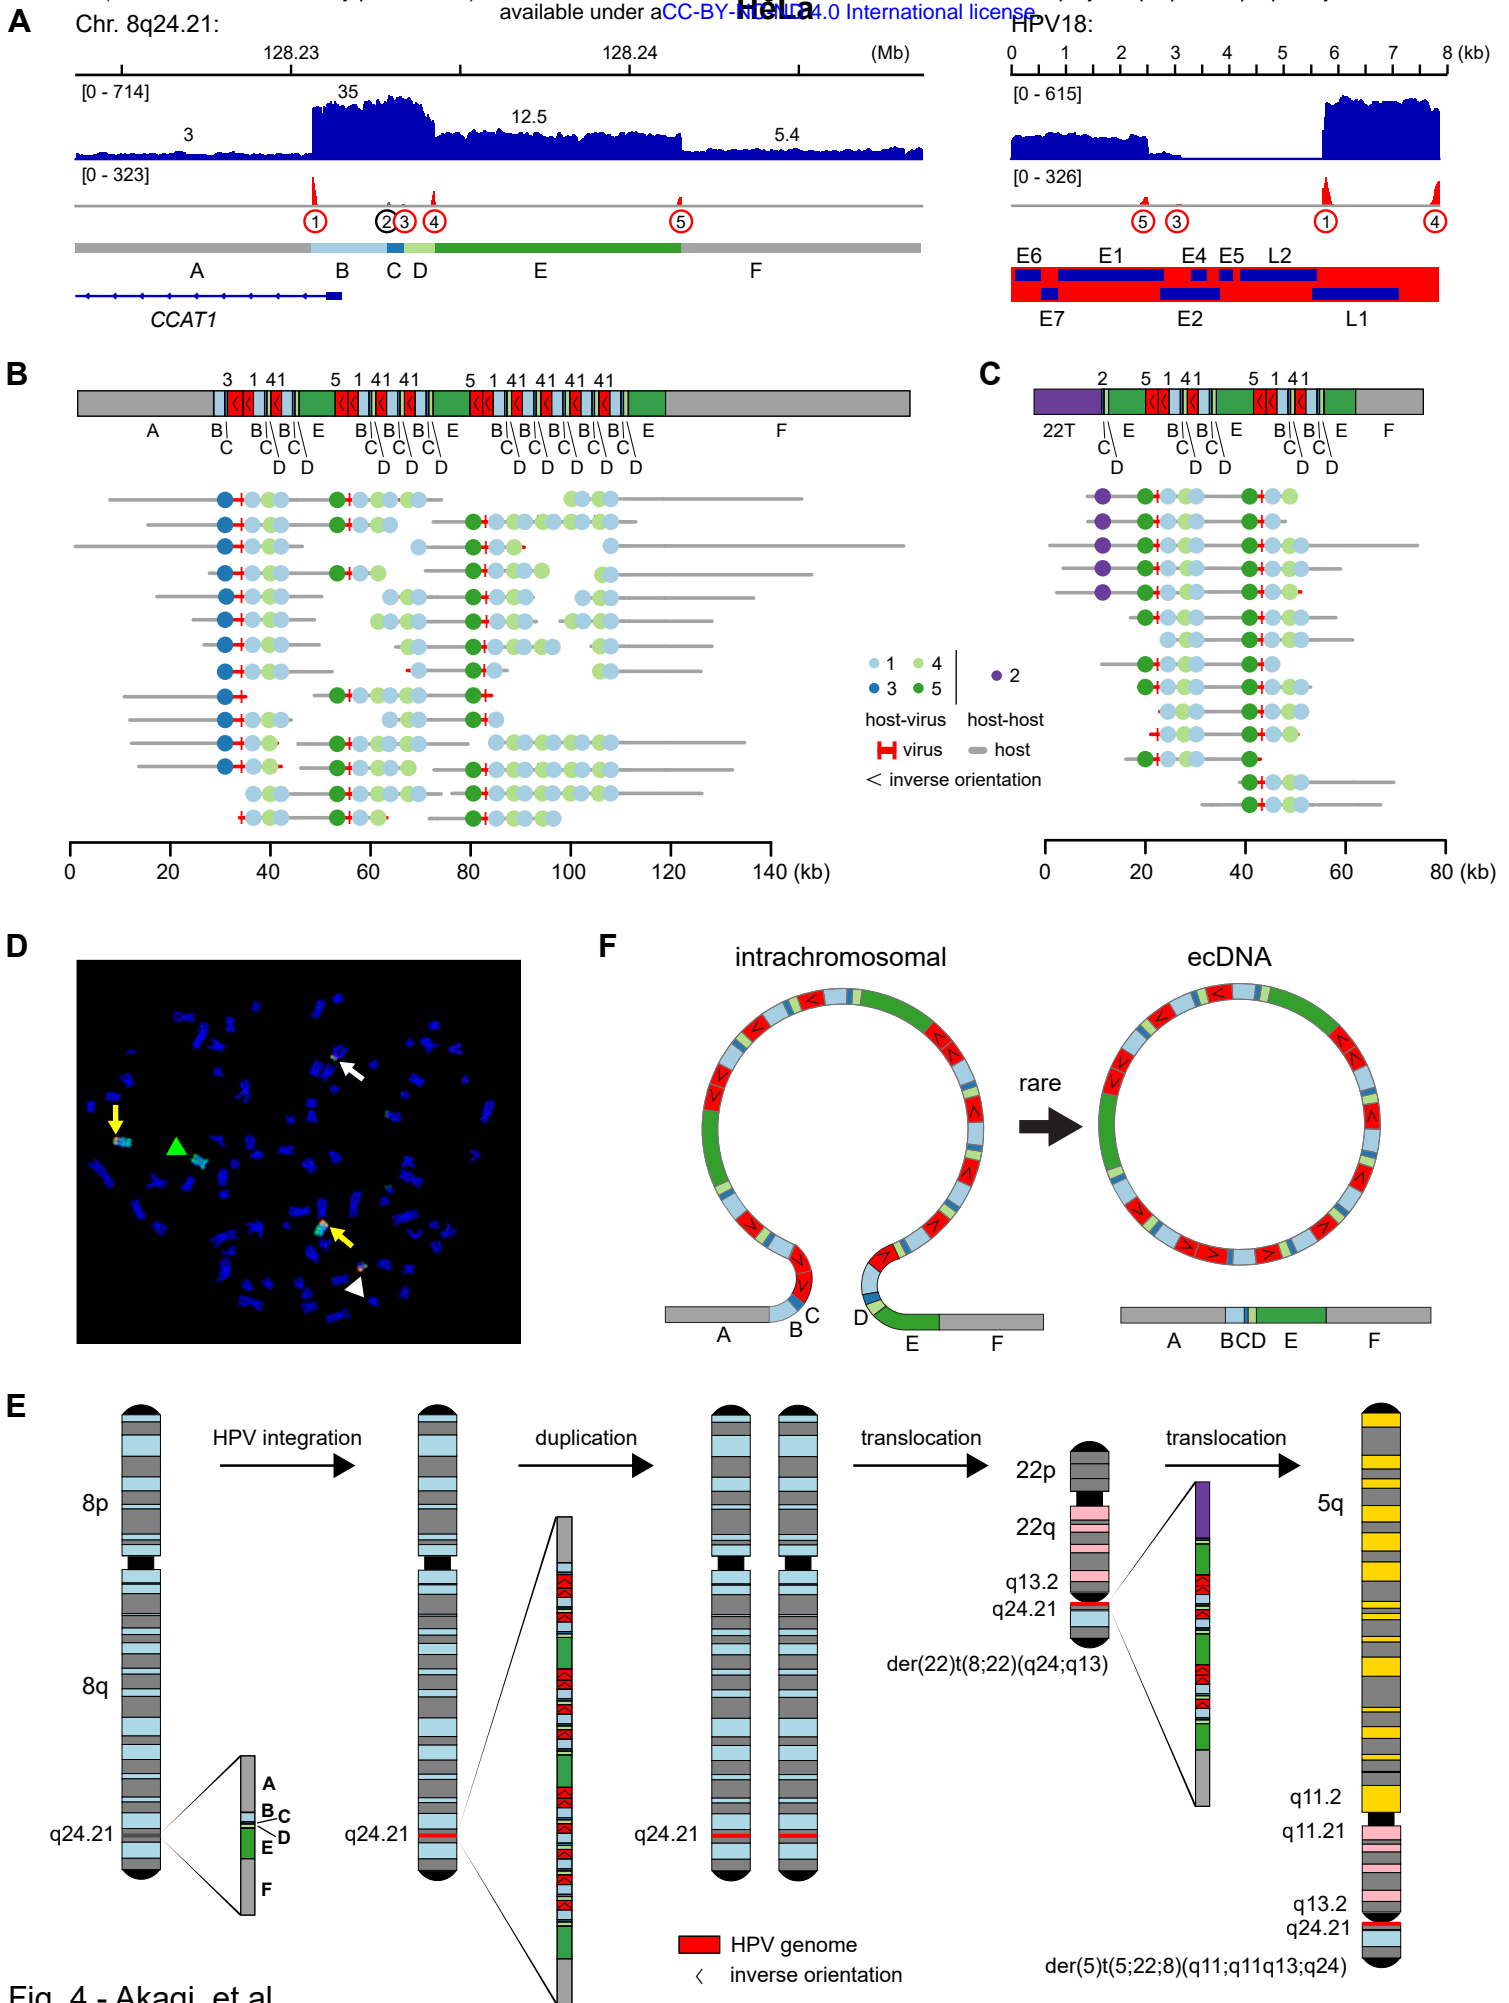 available under aCC-BY-NC-ND 4.0 International license.
HeLa
A
Chr. 8q24.21:
128.23 128.24 (Mb)
[0 - 714]
3 35 12.5 5.4
[0 - 323]
1 2 3 4 5
A B C D E F
CCAT1
HPV18:
0 1 2 3 4 5 6 7 8 (kb)
[0 - 615]
[0 - 326]
5 3 1 4
E6 E1 E4 E5 L2
E7 E2 L1
B
3 1 41 5 1 41 41 5 1 41 41 41 41
A B B B E B B B E B B B B B E F
C C C C C C C C C C C
D D D D D D D D D D
0 20 40 60 80 100 120 140 (kb)
1 4 2
3 5
host-virus host-host
virus host
< inverse orientation
C
2 5 1 41 5 1 41
22T E B B E B B E F
C C C C C
D D D D D
0 20 40 60 80 (kb)
D
F
intrachromosomal ecDNA
rare
A B C D E F
A BCD E F
E
HPV integration duplication translocation translocation
8p
8q
q24.21
A
B
C
D
E
F
q24.21
q24.21
22p
22q
q13.2
q24.21
der(22)t(8;22)(q24;q13)
5q
q11.2
q11.21
q13.2
q24.21
der(5)t(5;22;8)(q11;q11q13;q24)
HPV genome
< inverse orientation
Fig. 4 - Akagi, et al